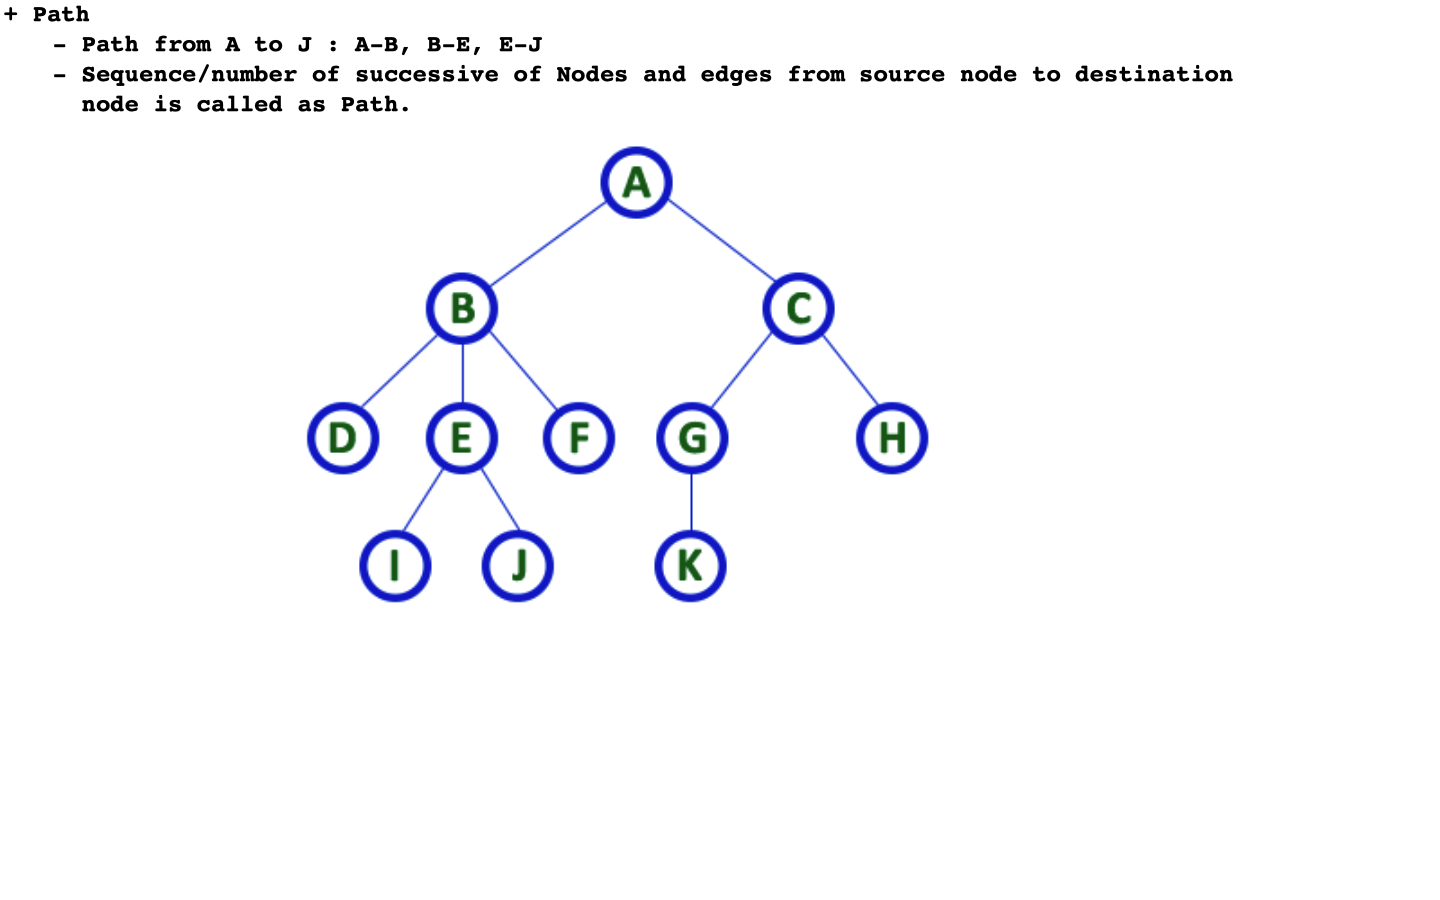 + Path
- Path from A to J : A-B, B-E, E-J
- Sequence/number of successive of Nodes and edges from source node to destination
node is called as Path.
A
B C
D E F G H
I J K